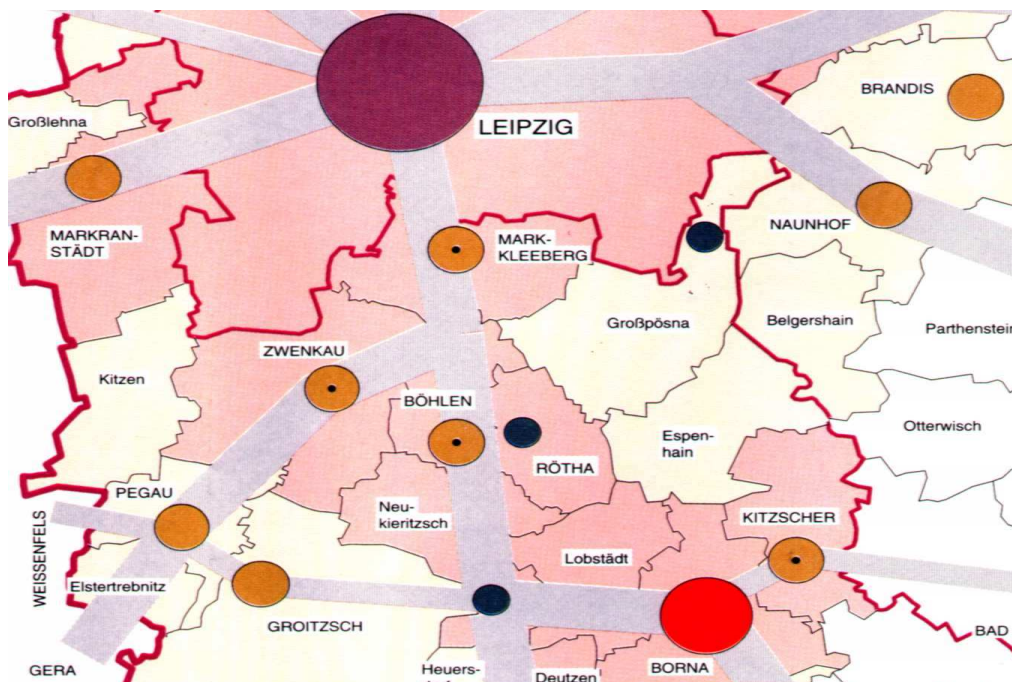 BRANDIS
Großlehna
LEIPZIG
MARKRAN-
STÄDT
MARK-
KLEEBERG
NAUNHOF
Großpösna
Belgershain
Parthenstein
ZWENKAU
Kitzen
BÖHLEN
Espen-
hain
Otterwisch
RÖTHA
PEGAU
Neu-
kieritzsch
KITZSCHER
WEISSENFELS
Lobstädt
Elstertrebnitz
GROITZSCH
BAD
GERA
Heuers-
BORNA
Deutzen